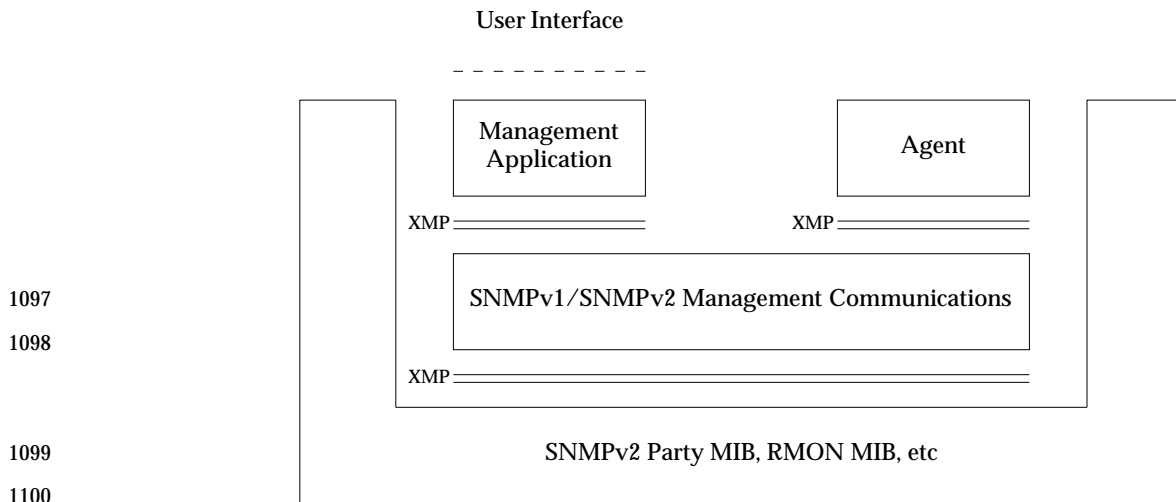 User Interface
Management
Application
Agent
XMP XMP
1097 SNMPv1/SNMPv2 Management Communications
1098
XMP
1099 SNMPv2 Party MIB, RMON MIB, etc
1100